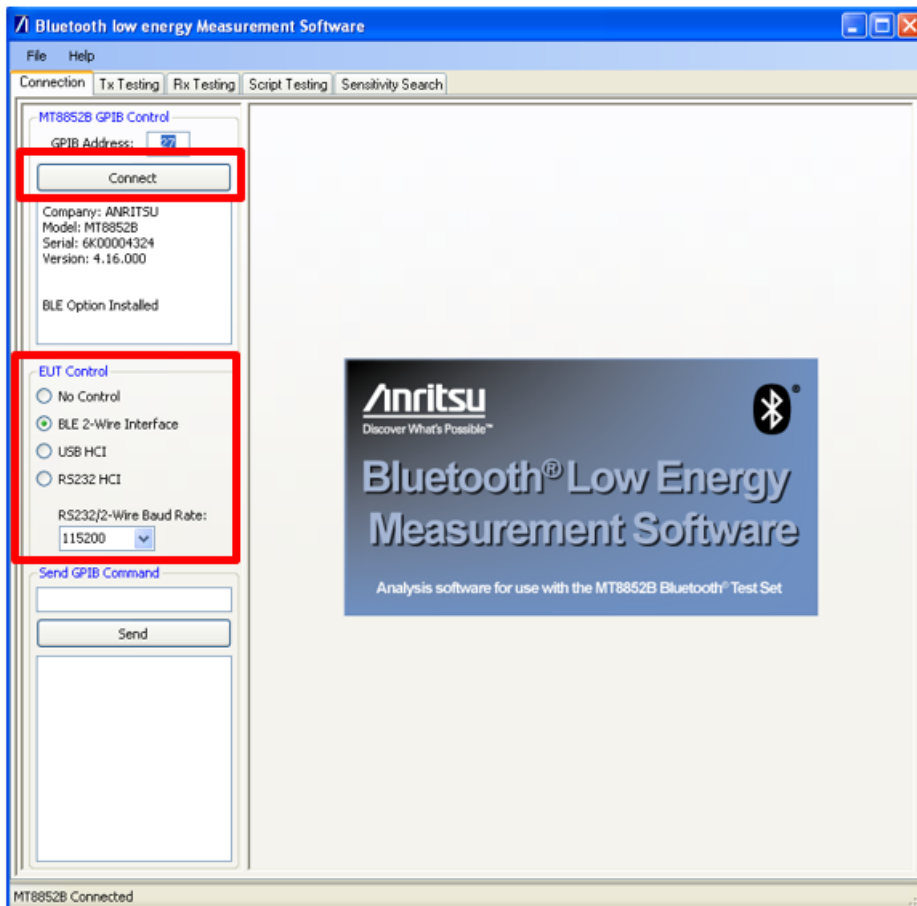 Bluetooth low energy Measurement Software
File Help
Connection Tx Testing Rx Testing Script Testing Sensitivity Search
MT8852B GPIB Control
GPIB Address: 27
Connect
Company: ANRITSU
Model: MT8852B
Serial: 6K00004324
Version: 4.16.000
BLE Option Installed
EUT Control
No Control
BLE 2-Wire Interface
USB HCI
RS232 HCI
RS232/2-Wire Baud Rate:
115200
Send GPIB Command
Send
Anritsu
Discover What's Possible™
Bluetooth® Low Energy
Measurement Software
Analysis software for use with the MT8852B Bluetooth® Test Set
MT8852B Connected